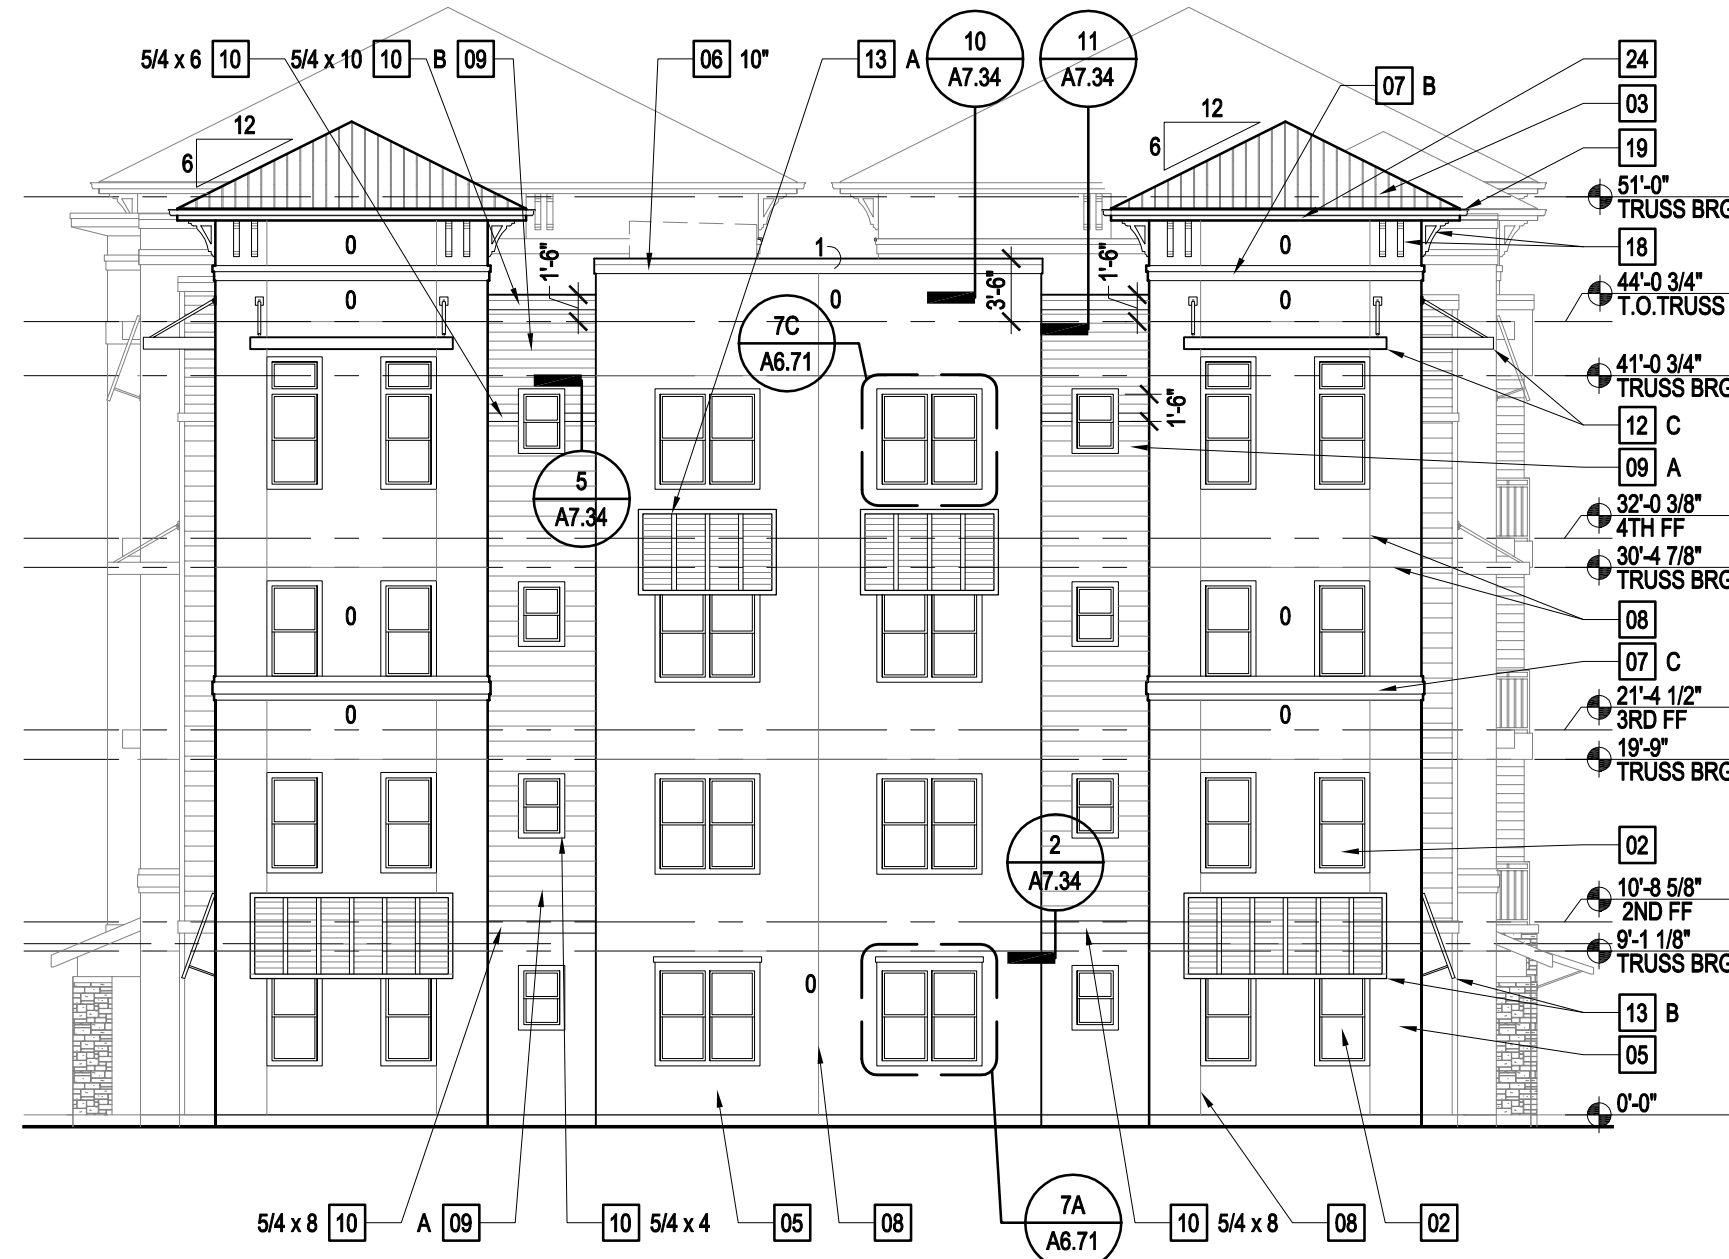 5/4 x 6 10
5/4 x 10 10 B 09
06 10"
13 A
10
A7.34
11
A7.34
07 B
24
03
19
12
6
12
6
51'-0"
TRUSS BRG
18
0
0
1
1'-6"
3'-6"
1'-6"
44'-0 3/4"
T.O.TRUSS
0
0
0
7C
A6.71
41'-0 3/4"
TRUSS BRG
1'-6"
12 C
09 A
5
A7.34
32'-0 3/8"
4TH FF
30'-4 7/8"
TRUSS BRG
0
0
08
07 C
0
0
21'-4 1/2"
3RD FF
19'-9"
TRUSS BRG
2
A7.34
02
10'-8 5/8"
2ND FF
9'-1 1/8"
TRUSS BRG
0
13 B
05
0'-0"
5/4 x 8 10
A 09
10 5/4 x 4
05
08
7A
A6.71
10 5/4 x 8
08
02